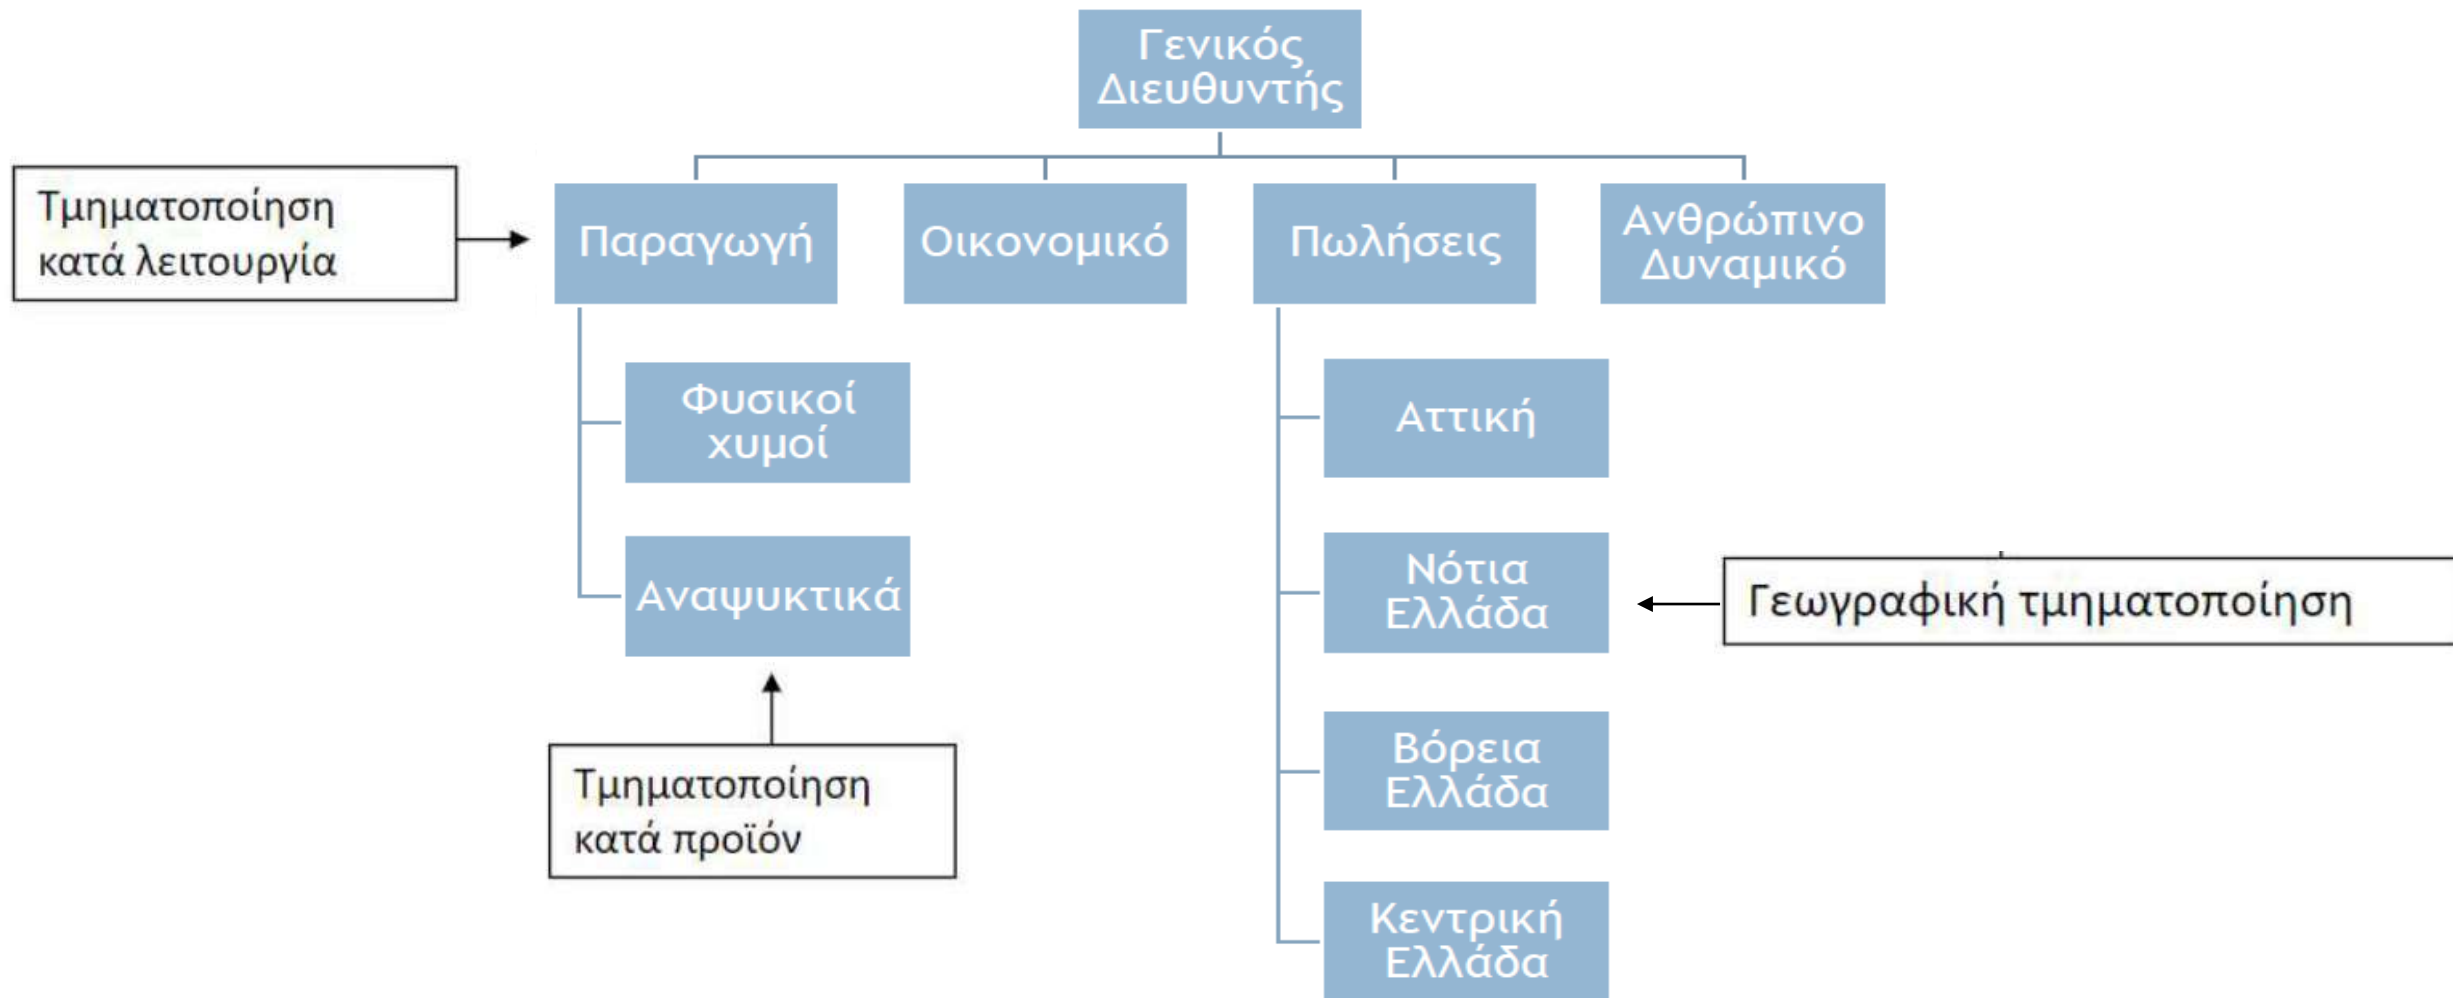 Γενικός
Διευθυντής
Τμηματοποίηση
κατά λειτουργία
Παραγωγή
Οικονομικό
Πωλήσεις
Ανθρώπινο
Δυναμικό
Φυσικοί
χυμοί
Αναψυκτικά
Τμηματοποίηση
κατά προϊόν
Αττική
Νότια
Ελλάδα
Γεωγραφική τμηματοποίηση
Βόρεια
Ελλάδα
Κεντρική
Ελλάδα